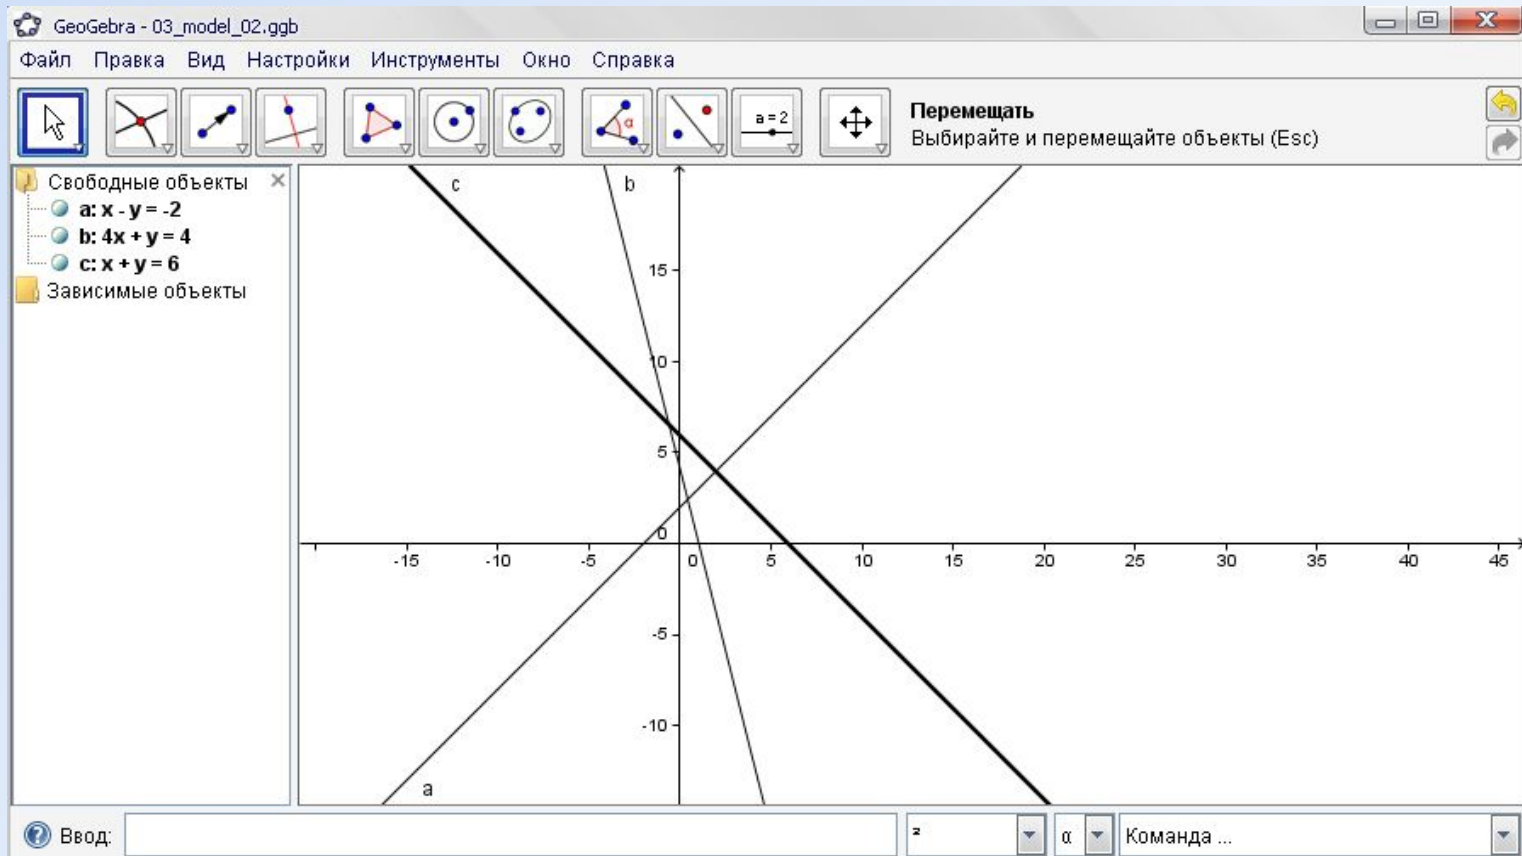 GeoGebra - 03_model_02.ggb
Файл Правка Вид Настройки Инструменты Окно Справка
α
a = 2
Перемещать
Выбирайте и перемещайте объекты (Esc)
Свободные объекты
a: x - y = -2
b: 4x + y = 4
c: x + y = 6
Зависимые объекты
c b
15
10
5
0
-15 -10 -5 0 5 10 15 20 25 30 35 40 45
-5
-10
a
Ввод: ² α Команда ...